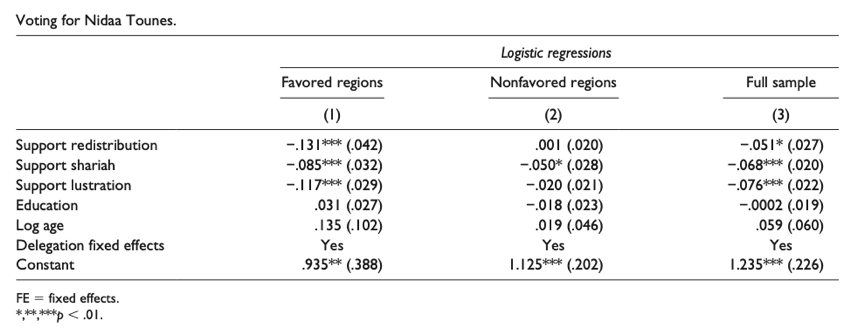 Voting for Nidaa Tounes.
Logistic regressions
Favored regions Nonfavored regions Full sample
(1) (2) (3)
Support redistribution −.131*** (.042) .001 (.020) −.051* (.027)
Support shariah −.085*** (.032) −.050* (.028) −.068*** (.020)
Support lustration −.117*** (.029) −.020 (.021) −.076*** (.022)
Education .031 (.027) −.018 (.023) −.0002 (.019)
Log age .135 (.102) .019 (.046) .059 (.060)
Delegation fixed effects Yes Yes Yes
Constant .935** (.388) 1.125*** (.202) 1.235*** (.226)
FE = fixed effects.
*,**,***p < .01.